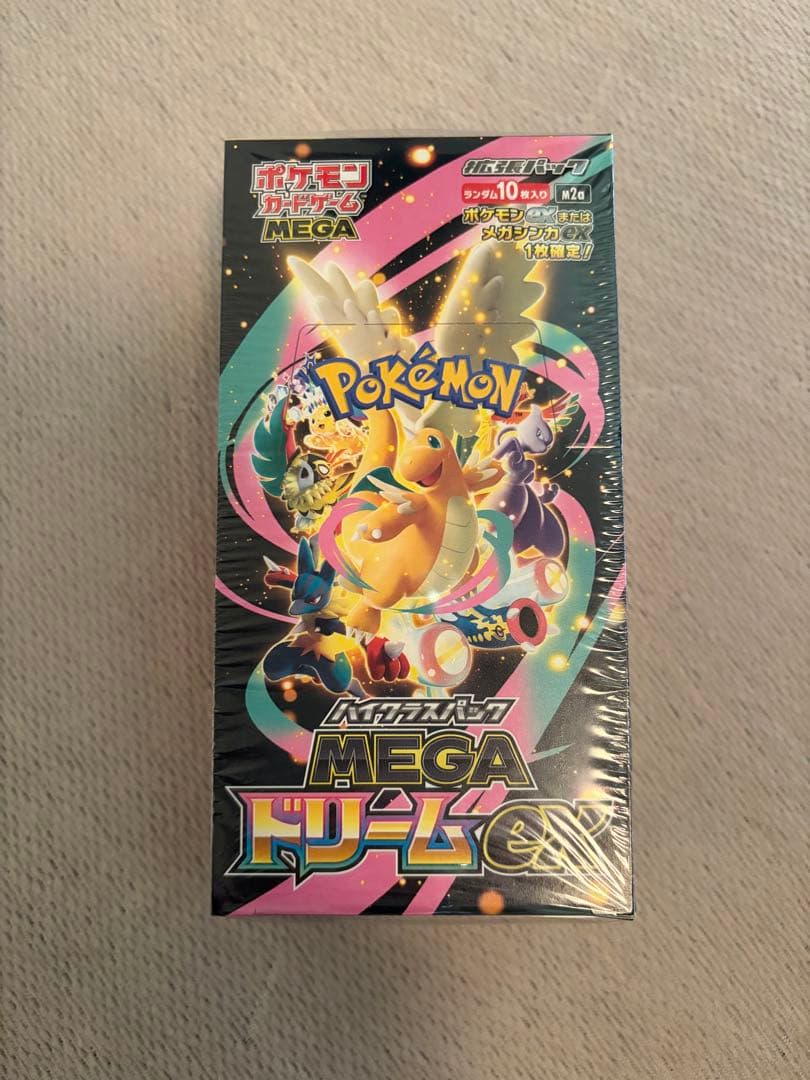 ポケモン
カードゲーム
MEGA
拡張パック
ランダム10枚入り M2a
ポケモンexまたは
メガシンカex
1枚確定!
POKéMON
TM
ハイクラスパック
MEGA
ドリームex